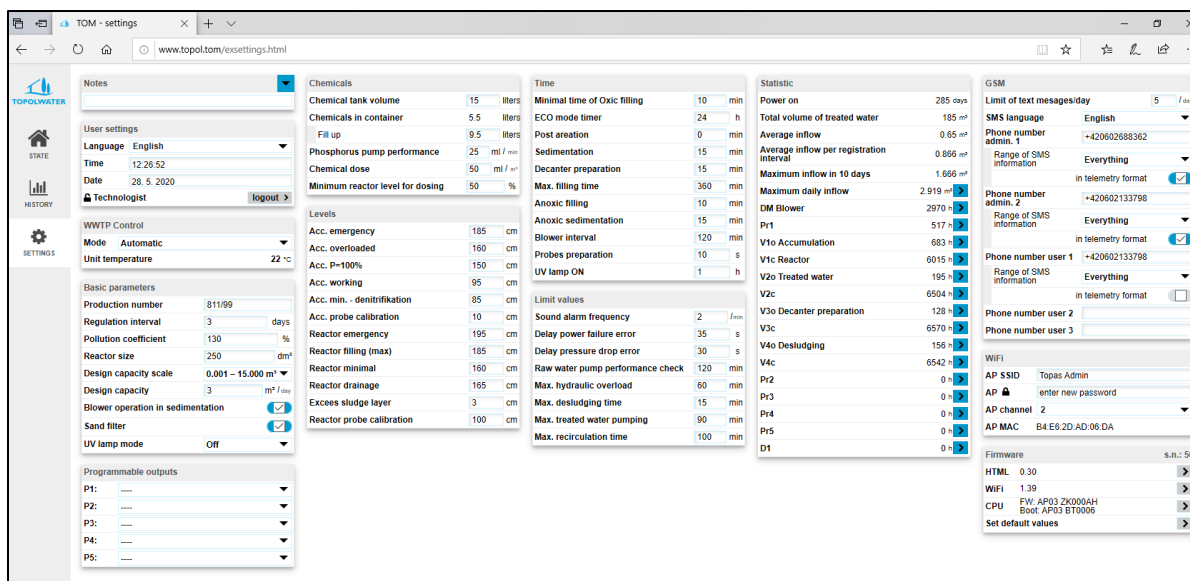 TOM - settings
www.topol.tom/exsettings.html
TOPOLWATER
STATE
HISTORY
SETTINGS
Notes
User settings
Language English
Time 12:26:52
Date 28. 5. 2020
Technologist logout >
WWTP Control
Mode Automatic
Unit temperature 22 °C
Basic parameters
Production number 811/99
Regulation interval 3 days
Pollution coefficient 130 %
Reactor size 250 dm²
Design capacity scale 0.001 – 15.000 m³
Design capacity 3 m³ / day
Blower operation in sedimentation
Sand filter
UV lamp mode Off
Programmable outputs
P1: ----
P2: ----
P3: ----
P4: ----
P5: ----
Chemicals
Chemical tank volume 15 liters
Chemicals in container 5.5 liters
Fill up 9.5 liters
Phosphorus pump performance 25 ml / min
Chemical dose 50 ml / m³
Minimum reactor level for dosing 50 %
Levels
Acc. emergency 185 cm
Acc. overloaded 160 cm
Acc. P=100% 150 cm
Acc. working 95 cm
Acc. min. - denitrifikation 85 cm
Acc. probe calibration 10 cm
Reactor emergency 195 cm
Reactor filling (max) 185 cm
Reactor minimal 160 cm
Reactor drainage 165 cm
Excees sludge layer 3 cm
Reactor probe calibration 100 cm
Time
Minimal time of Oxic filling 10 min
ECO mode timer 24 h
Post areation 0 min
Sedimentation 15 min
Decanter preparation 15 min
Max. filling time 360 min
Anoxic filling 10 min
Anoxic sedimentation 15 min
Blower interval 120 min
Probes preparation 10 s
UV lamp ON 1 h
Limit values
Sound alarm frequency 2 /min
Delay power failure error 35 s
Delay pressure drop error 30 s
Raw water pump performance check 120 min
Max. hydraulic overload 60 min
Max. desludging time 15 min
Max. treated water pumping 90 min
Max. recirculation time 100 min
Statistic
Power on 285 days
Total volume of treated water 185 m³
Average inflow 0.65 m³
Average inflow per registration
interval 0.866 m³
Maximum inflow in 10 days 1.666 m³
Maximum daily inflow 2.919 m³ >
DM Blower 2970 h >
Pr1 517 h >
V1o Accumulation 683 h >
V1c Reactor 6015 h >
V2o Treated water 195 h >
V2c 6504 h >
V3o Decanter preparation 128 h >
V3c 6570 h >
V4o Desludging 156 h >
V4c 6542 h >
Pr2 0 h >
Pr3 0 h >
Pr4 0 h >
Pr5 0 h >
D1 0 h >
GSM
Limit of text mesages/day 5
SMS language English
Phone number
admin. 1 +420602688362
Range of SMS
information Everything
in telemetry format
Phone number
admin. 2 +420602133798
Range of SMS
information Everything
in telemetry format
Phone number user 1 +420602133798
Range of SMS
information Everything
in telemetry format
Phone number user 2
Phone number user 3
WiFi
AP SSID Topas Admin
AP enter new password
AP channel 2
AP MAC B4:E6:2D:AD:06:DA
Firmware s.n.:
HTML 0.30 >
WiFi 1.39 >
CPU FW: AP03 ZK000AH
Boot: AP03 BT0006 >
Set default values >